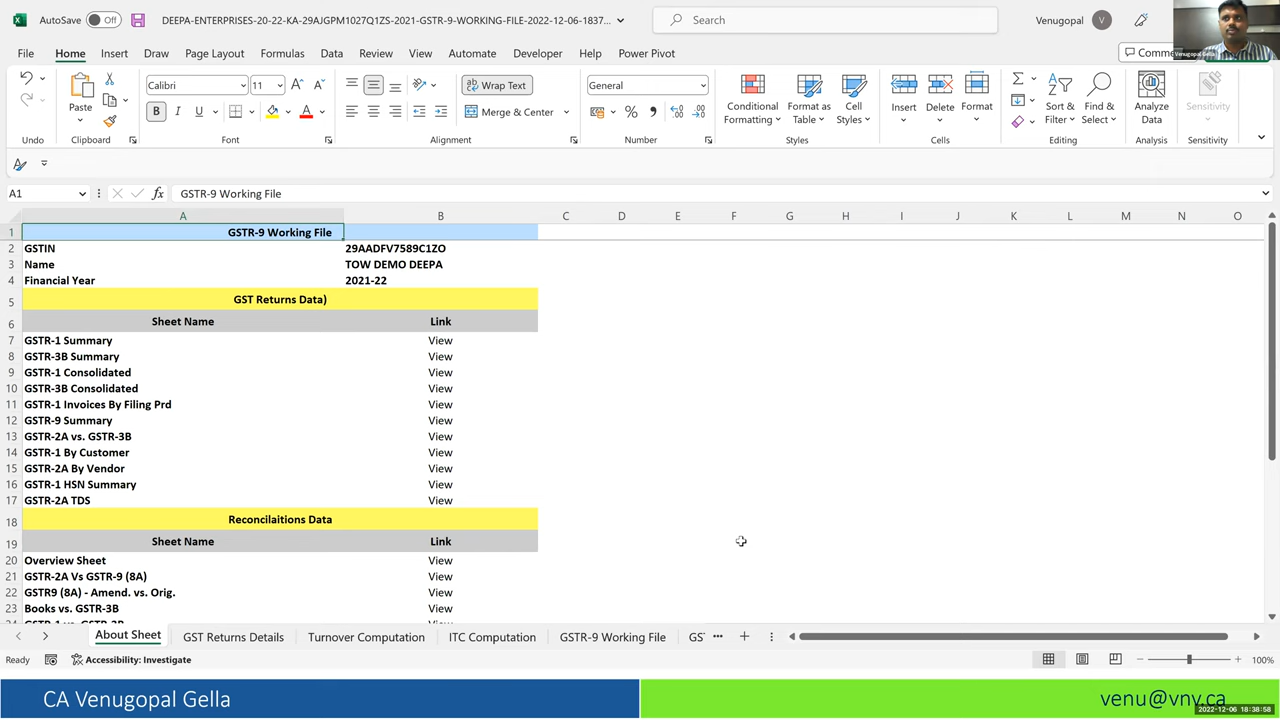 AutoSave Off DEEPA-ENTERPRISES-20-22-KA-29AJGPM1027Q1ZS-2021-GSTR-9-WORKING-FILE-2022-12-06-1837... Search Venugopal V
Venugopal Gella
File Home Insert Draw Page Layout Formulas Data Review View Automate Developer Help Power Pivot
Calibri 11 Wrap Text General
Paste B I U Merge & Center Conditional Formatting Format as Table Cell Styles Insert Delete Format Sort & Filter Find & Select Analyze Data Sensitivity
Undo Clipboard Font Alignment Number Styles Cells Editing Analysis Sensitivity
A1 fx GSTR-9 Working File
A B C D E F G H I J K L M N O
1 GSTR-9 Working File
2 GSTIN 29AADFV7589C1ZO
3 Name TOW DEMO DEEPA
4 Financial Year 2021-22
5 GST Returns Data)
6 Sheet Name Link
7 GSTR-1 Summary View
8 GSTR-3B Summary View
9 GSTR-1 Consolidated View
10 GSTR-3B Consolidated View
11 GSTR-1 Invoices By Filing Prd View
12 GSTR-9 Summary View
13 GSTR-2A vs. GSTR-3B View
14 GSTR-1 By Customer View
15 GSTR-2A By Vendor View
16 GSTR-1 HSN Summary View
17 GSTR-2A TDS View
18 Reconcilaitions Data
19 Sheet Name Link
20 Overview Sheet View
21 GSTR-2A Vs GSTR-9 (8A) View
22 GSTR9 (8A) - Amend. vs. Orig. View
23 Books vs. GSTR-3B View
About Sheet GST Returns Details Turnover Computation ITC Computation GSTR-9 Working File GS
Ready Accessibility: Investigate 100%
CA Venugopal Gella venu@vny.ca
2022-12-06 18:38:58